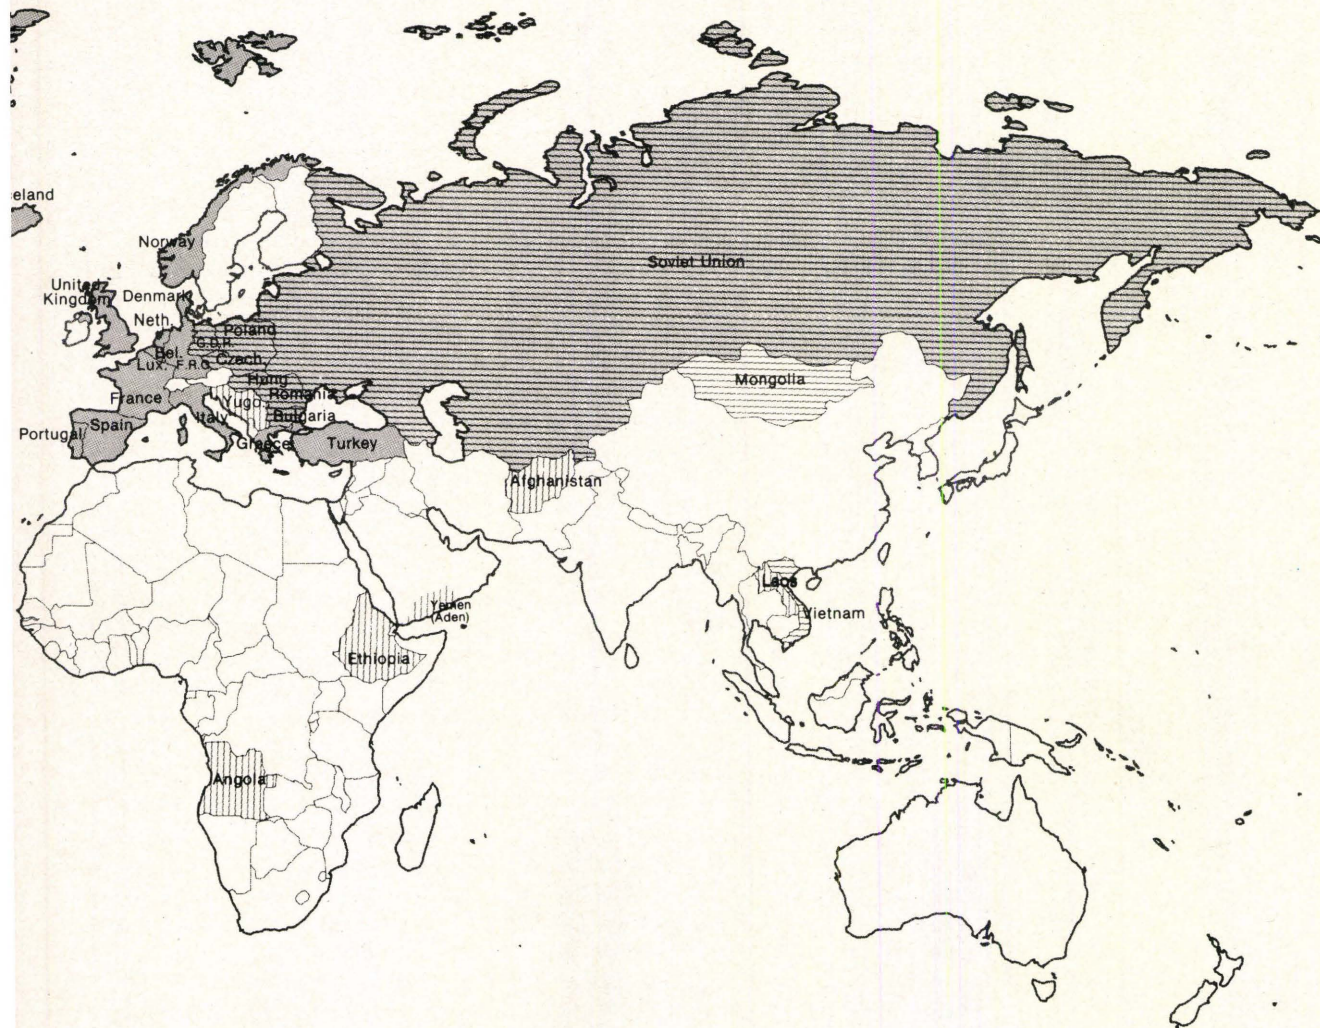 eland
Norway
Soviet Union
United
Kingdom
Denmark
Neth.
Poland
G.D.R.
Bel.
Czech.
Lux.
F.R.G.
Hung
Mongolia
Romania
France
Yugo
Italy
Bulgaria
Spain
Portugal
Greece
Turkey
Afghanistan
Laos
Yemen
(Aden)
Vietnam
Ethiopia
Angola